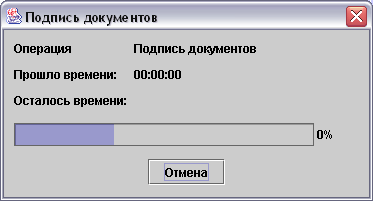 Подпись документов
Операция Подпись документов
Прошло времени: 00:00:00
Осталось времени:
0%
Отмена